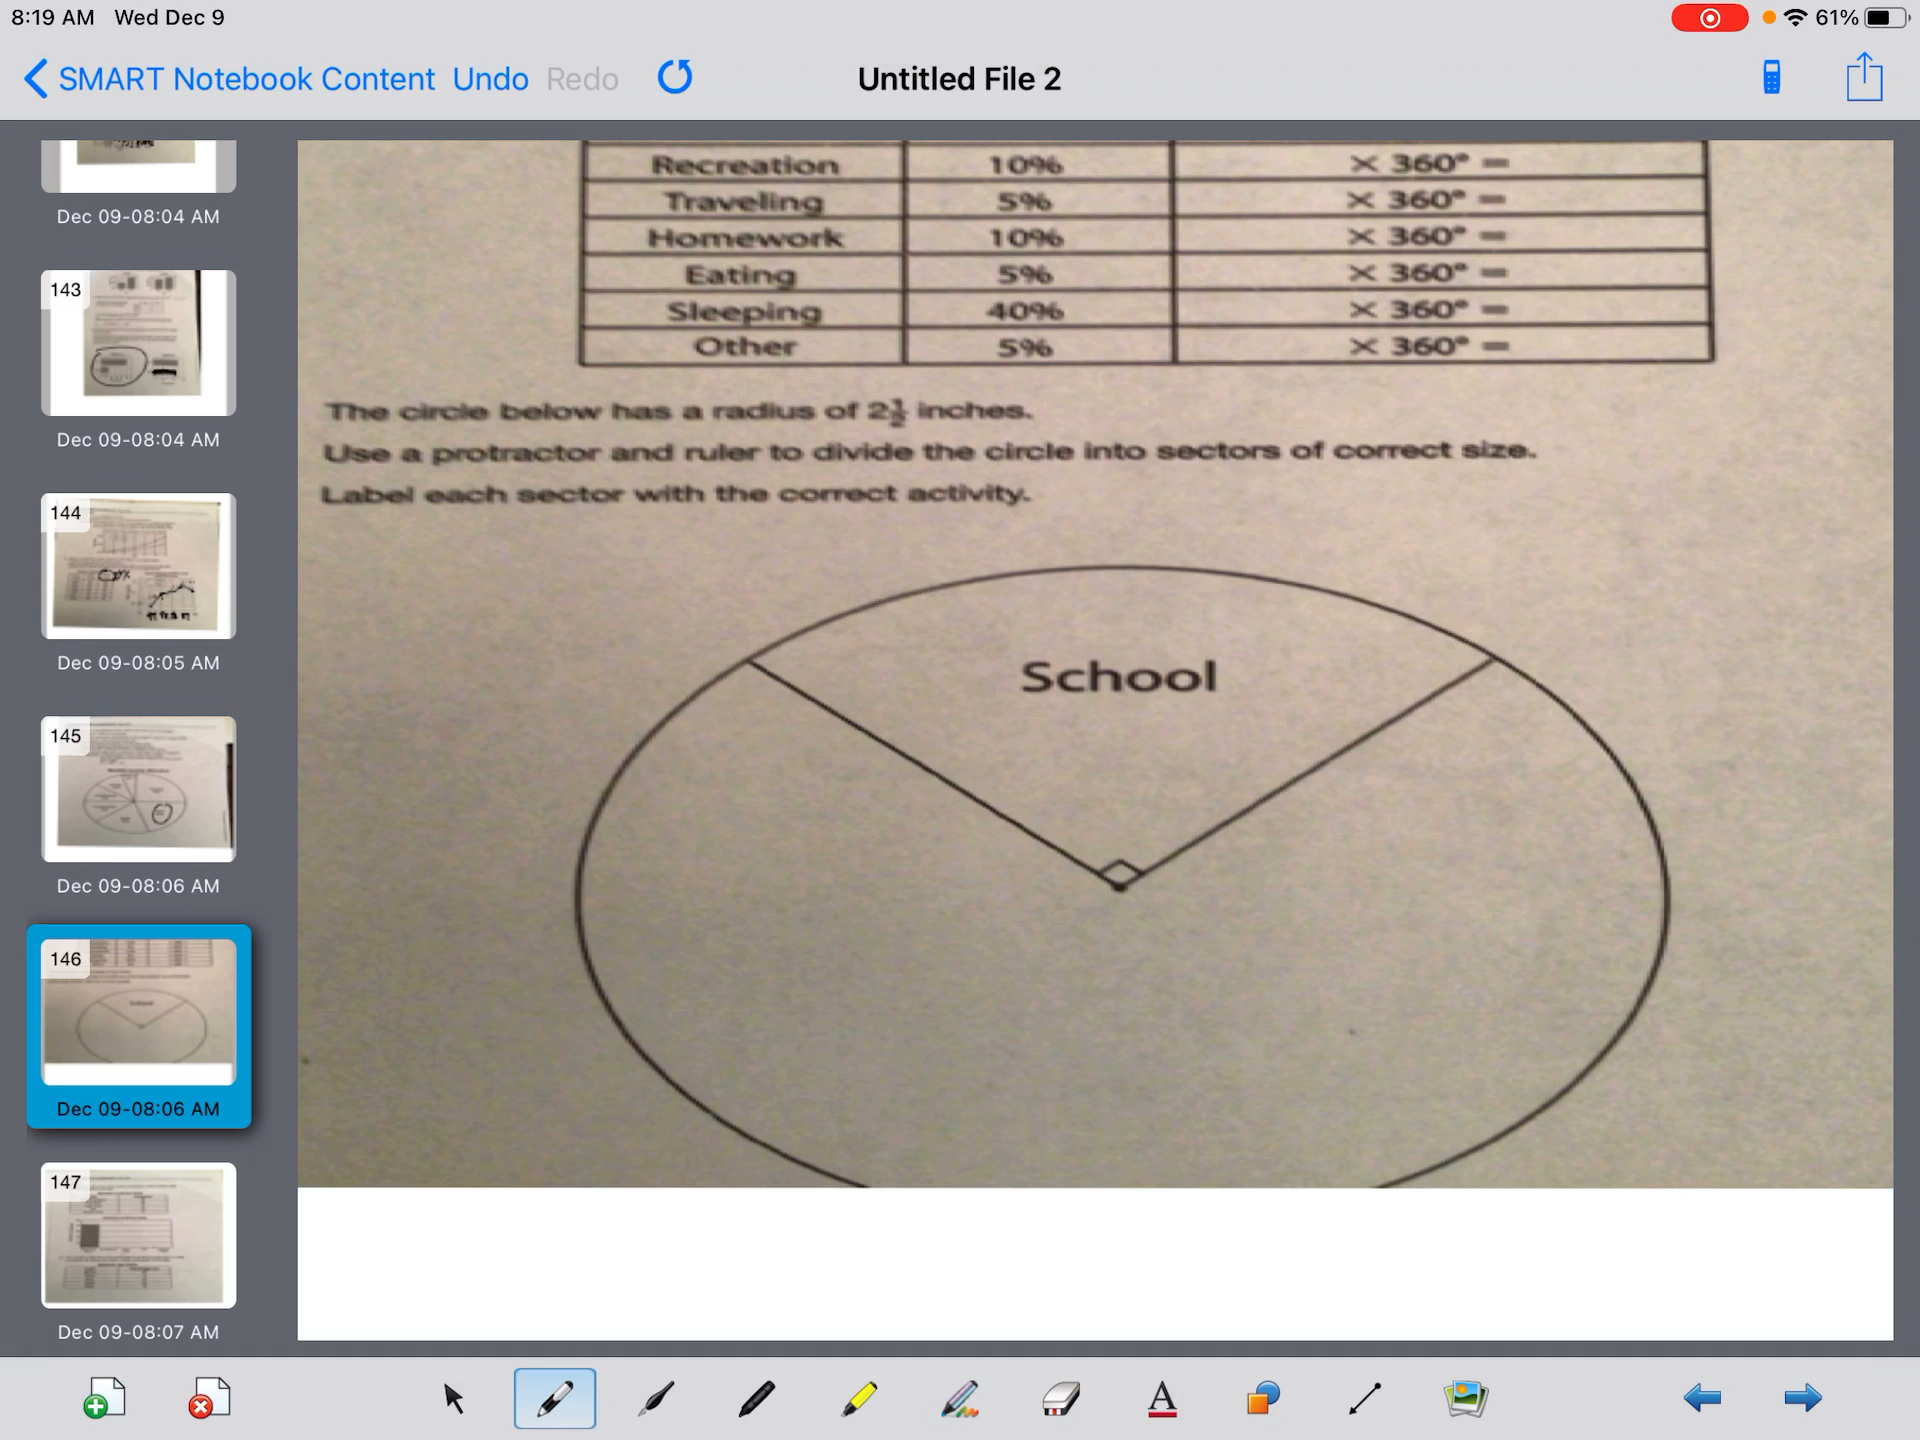 8:19 AM Wed Dec 9 61%
SMART Notebook Content Undo Redo Untitled File 2
Dec 09-08:04 AM
143
Dec 09-08:04 AM
144
Dec 09-08:05 AM
145
Dec 09-08:06 AM
146
Dec 09-08:06 AM
147
Dec 09-08:07 AM
Recreation 10% × 360° =
Traveling 5% × 360° =
Homework 10% × 360° =
Eating 5% × 360° =
Sleeping 40% × 360° =
Other 5% × 360° =
The circle below has a radius of 2½ inches.
Use a protractor and ruler to divide the circle into sectors of correct size.
Label each sector with the correct activity.
School
A